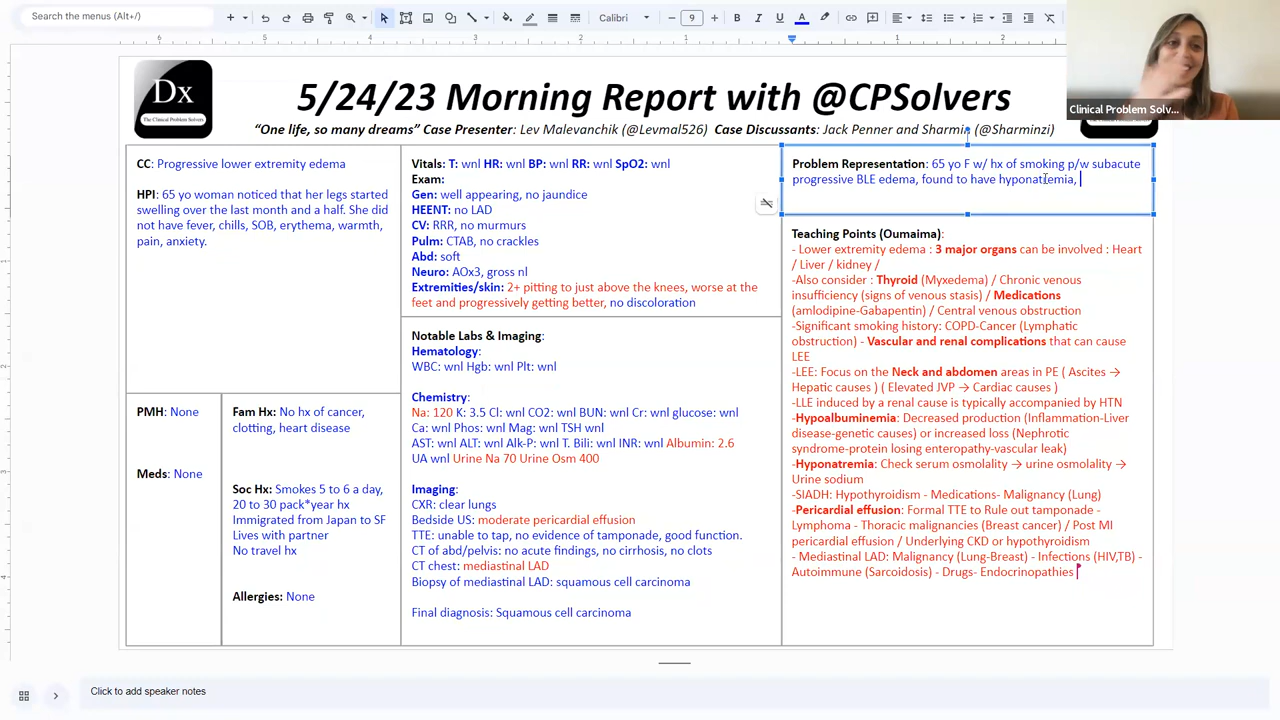 Search the menus (Alt+/)
Calibri
9
6
5
4
3
2
1
1
2
Dx
The Clinical Problem Solvers
5/24/23 Morning Report with @CPSolvers
“One life, so many dreams” Case Presenter: Lev Malevanchik (@Levmal526) Case Discussants: Jack Penner and Sharmin (@Sharminzi)
Clinical Problem Solv...
CC: Progressive lower extremity edema
HPI: 65 yo woman noticed that her legs started
swelling over the last month and a half. She did
not have fever, chills, SOB, erythema, warmth,
pain, anxiety.
PMH: None
Meds: None
Fam Hx: No hx of cancer,
clotting, heart disease
Soc Hx: Smokes 5 to 6 a day,
20 to 30 pack*year hx
Immigrated from Japan to SF
Lives with partner
No travel hx
Allergies: None
Vitals: T: wnl HR: wnl BP: wnl RR: wnl SpO2: wnl
Exam:
Gen: well appearing, no jaundice
HEENT: no LAD
CV: RRR, no murmurs
Pulm: CTAB, no crackles
Abd: soft
Neuro: AOx3, gross nl
Extremities/skin: 2+ pitting to just above the knees, worse at the
feet and progressively getting better, no discoloration
Notable Labs & Imaging:
Hematology:
WBC: wnl Hgb: wnl Plt: wnl
Chemistry:
Na: 120 K: 3.5 Cl: wnl CO2: wnl BUN: wnl Cr: wnl glucose: wnl
Ca: wnl Phos: wnl Mag: wnl TSH wnl
AST: wnl ALT: wnl Alk-P: wnl T. Bili: wnl INR: wnl Albumin: 2.6
UA wnl Urine Na 70 Urine Osm 400
Imaging:
CXR: clear lungs
Bedside US: moderate pericardial effusion
TTE: unable to tap, no evidence of tamponade, good function.
CT of abd/pelvis: no acute findings, no cirrhosis, no clots
CT chest: mediastinal LAD
Biopsy of mediastinal LAD: squamous cell carcinoma
Final diagnosis: Squamous cell carcinoma
Problem Representation: 65 yo F w/ hx of smoking p/w subacute
progressive BLE edema, found to have hyponatremia,
Teaching Points (Oumaima):
- Lower extremity edema : 3 major organs can be involved : Heart
/ Liver / kidney /
-Also consider : Thyroid (Myxedema) / Chronic venous
insufficiency (signs of venous stasis) / Medications
(amlodipine-Gabapentin) / Central venous obstruction
-Significant smoking history: COPD-Cancer (Lymphatic
obstruction) - Vascular and renal complications that can cause
LEE
-LEE: Focus on the Neck and abdomen areas in PE ( Ascites →
Hepatic causes ) ( Elevated JVP → Cardiac causes )
-LLE induced by a renal cause is typically accompanied by HTN
-Hypoalbuminemia: Decreased production (Inflammation-Liver
disease-genetic causes) or increased loss (Nephrotic
syndrome-protein losing enteropathy-vascular leak)
-Hyponatremia: Check serum osmolality → urine osmolality →
Urine sodium
-SIADH: Hypothyroidism - Medications- Malignancy (Lung)
-Pericardial effusion: Formal TTE to Rule out tamponade -
Lymphoma - Thoracic malignancies (Breast cancer) / Post MI
pericardial effusion / Underlying CKD or hypothyroidism
- Mediastinal LAD: Malignancy (Lung-Breast) - Infections (HIV,TB) -
Autoimmune (Sarcoidosis) - Drugs- Endocrinopathies
Click to add speaker notes